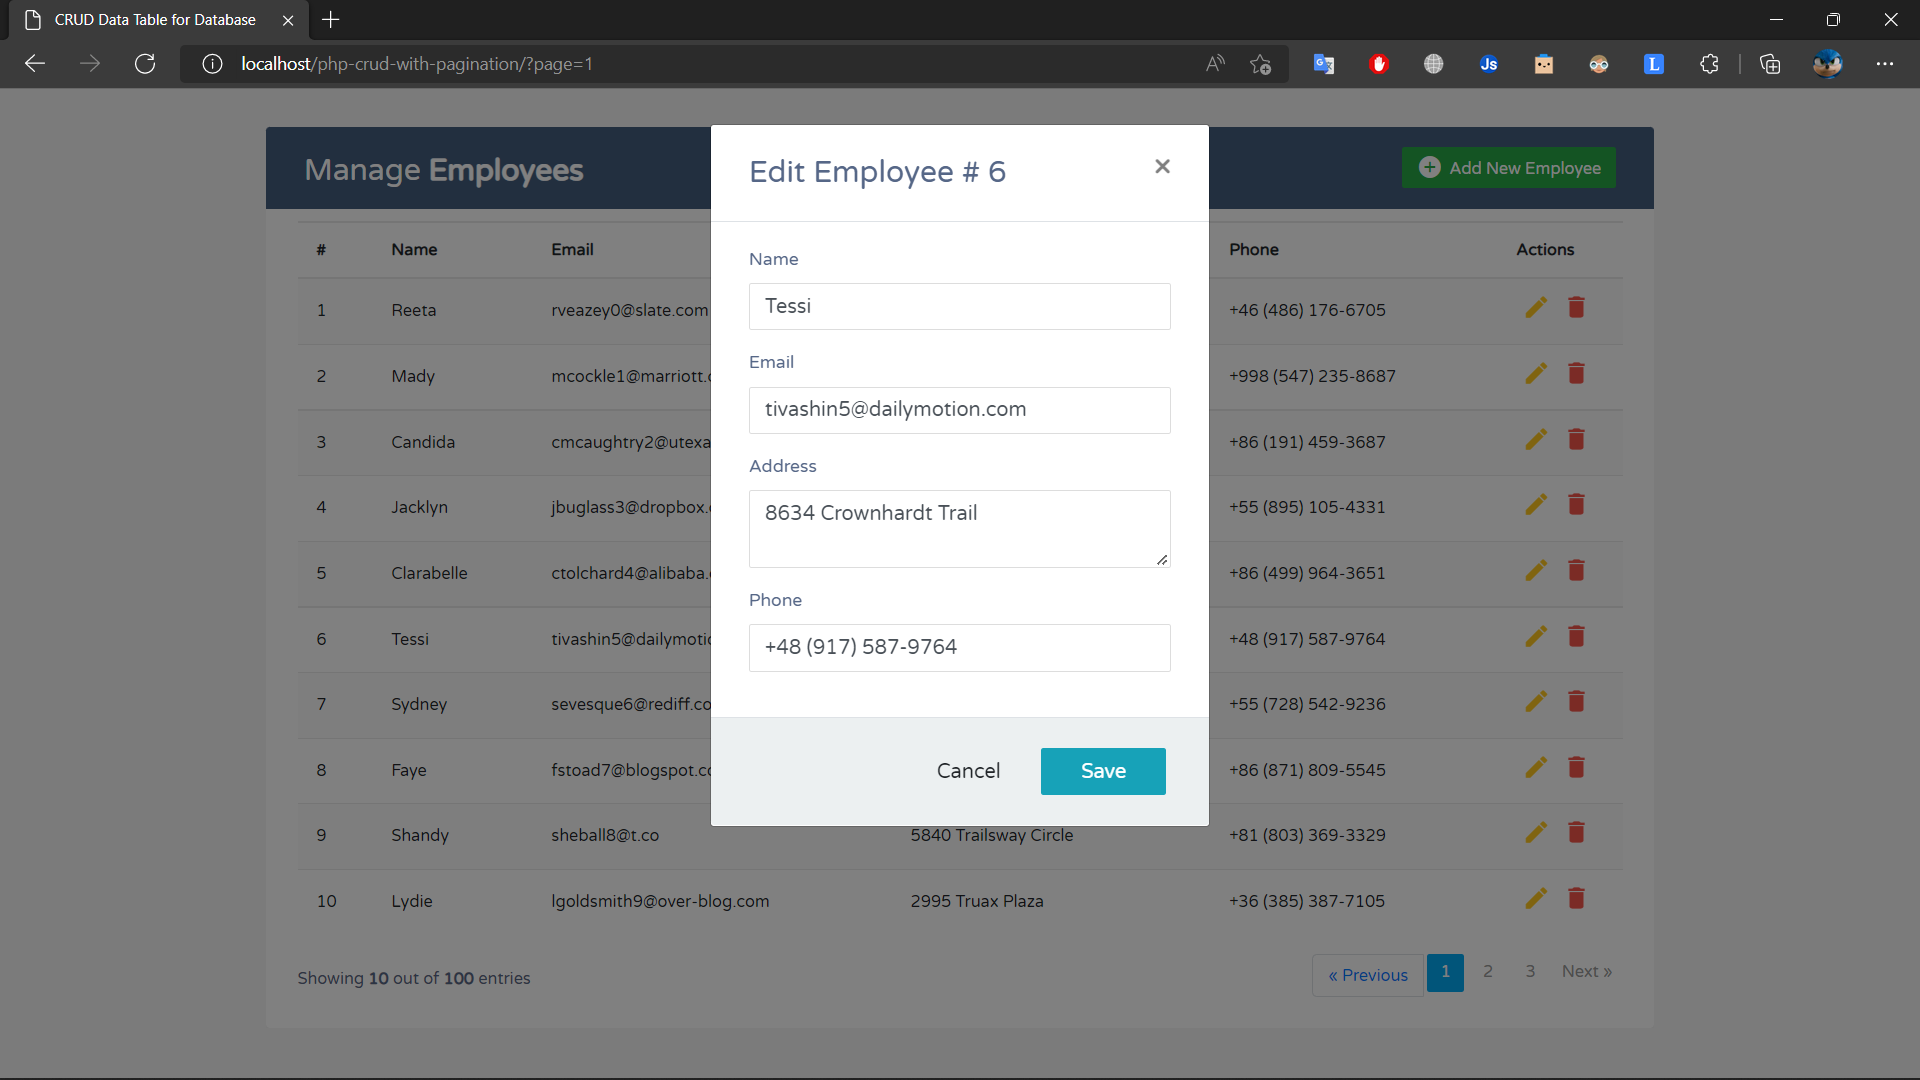 CRUD Data Table for Database
localhost/php-crud-with-pagination/?page=1
Manage Employees
Add New Employee
# Name Email Phone Actions
1 Reeta rveazey0@slate.com +46 (486) 176-6705
2 Mady mcockle1@marriott. +998 (547) 235-8687
3 Candida cmcaughtry2@utexa +86 (191) 459-3687
4 Jacklyn jbuglass3@dropbox. +55 (895) 105-4331
5 Clarabelle ctolchard4@alibaba. +86 (499) 964-3651
6 Tessi tivashin5@dailymoti +48 (917) 587-9764
7 Sydney sevesque6@rediff.co +55 (728) 542-9236
8 Faye fstoad7@blogspot.c +86 (871) 809-5545
9 Shandy sheball8@t.co 5840 Trailsway Circle +81 (803) 369-3329
10 Lydie lgoldsmith9@over-blog.com 2995 Truax Plaza +36 (385) 387-7105
Showing 10 out of 100 entries
« Previous 1 2 3 Next »
Edit Employee # 6
×
Name
Tessi
Email
tivashin5@dailymotion.com
Address
8634 Crownhardt Trail
Phone
+48 (917) 587-9764
Cancel Save